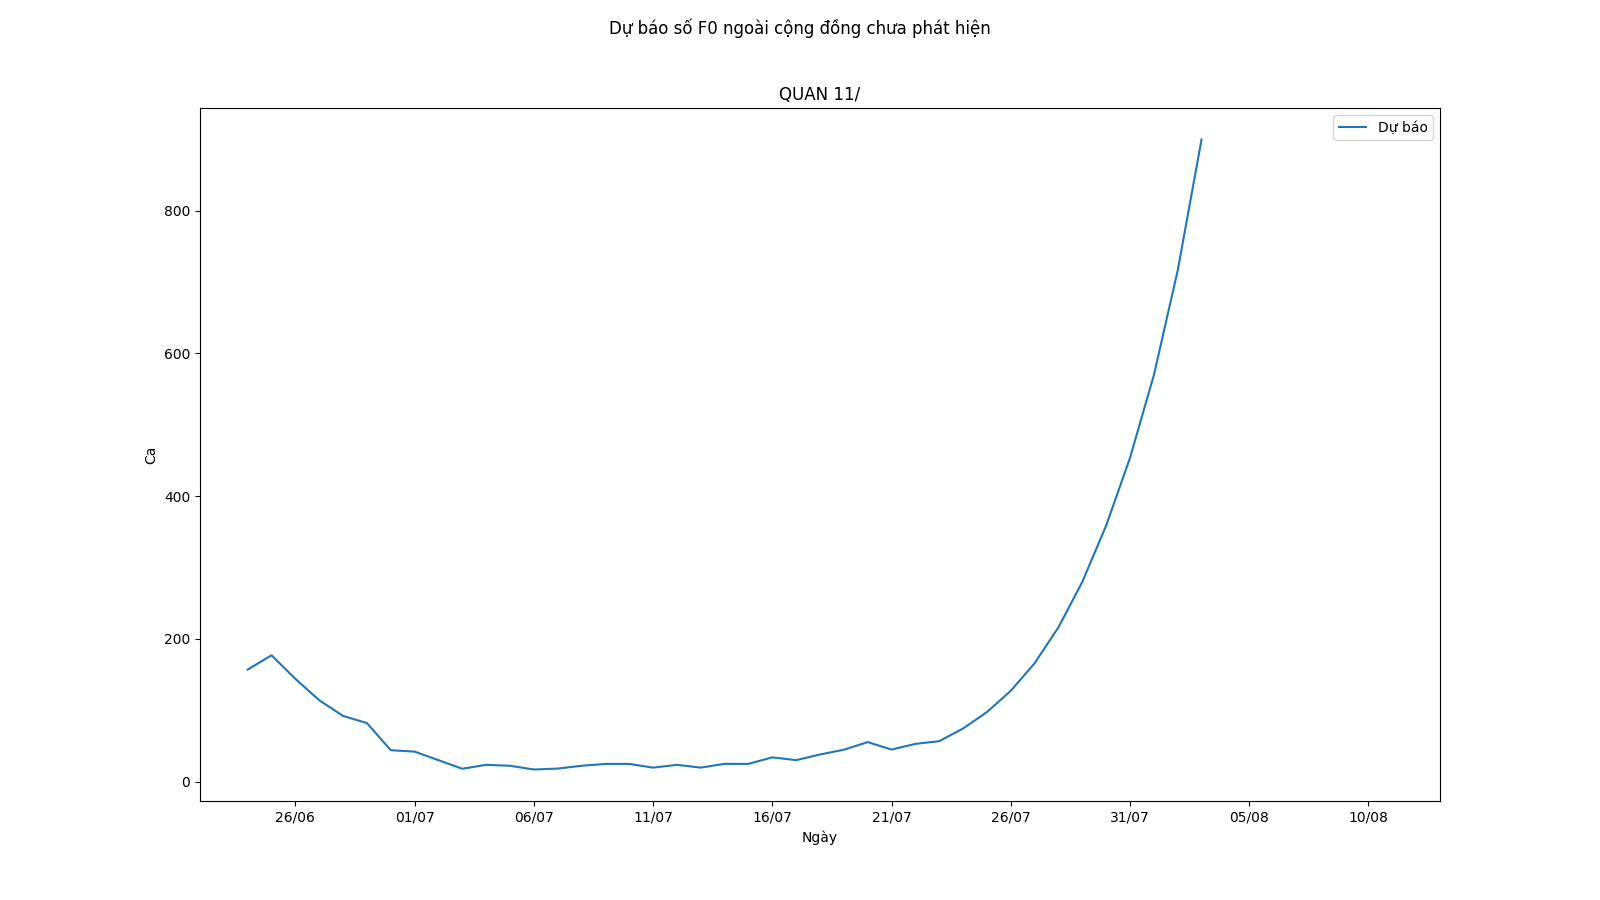 Dự báo số F0 ngoài cộng đồng chưa phát hiện
QUAN 11/
Dự báo
800
600
400
200
0
Ca
26/06 01/07 06/07 11/07 16/07 21/07 26/07 31/07 05/08 10/08
Ngày